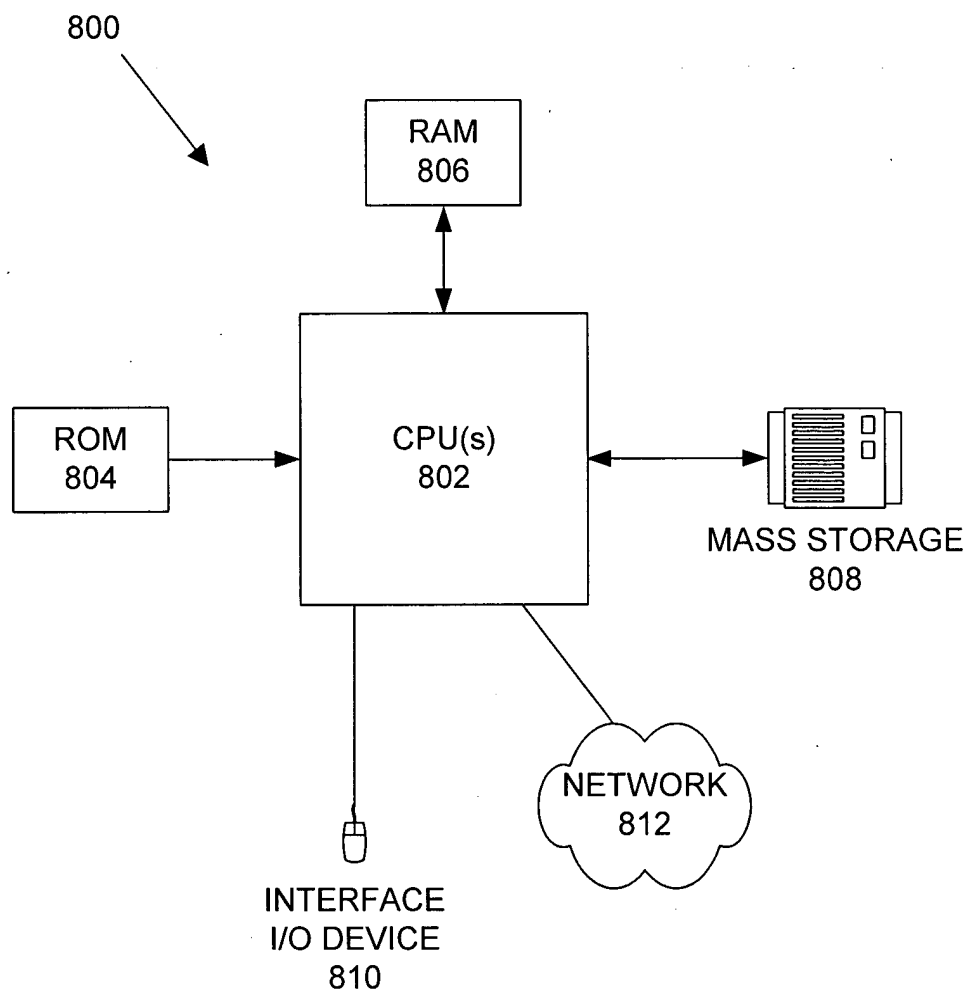 800
RAM
806
ROM
804
CPU(s)
802
MASS STORAGE
808
NETWORK
812
INTERFACE
I/O DEVICE
810